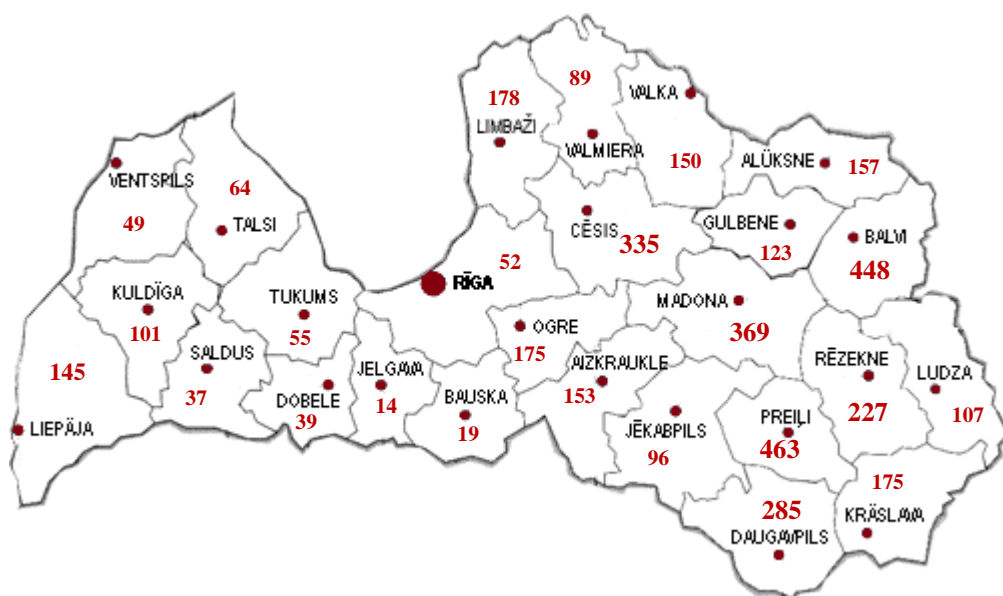 89
VALKA
178
LIMBAŽI
VALMIERA
150
ALŪKSNE
157
VENTSPILS
49
64
TALSI
CĒSIS
335
GULBENE
123
BALVI
448
52
RĪGA
KULDĪGA
101
TUKUMS
55
MADONA
369
OGRE
175
145
LIEPĀJA
SALDUS
37
DOBELE
39
JELGAVA
14
BAUSKA
19
AIZKRAUKLE
153
JĒKABPILS
96
PREIĻI
463
RĒZEKNE
227
LUDZA
107
175
KRĀSLAVA
285
DAUGAVPILS